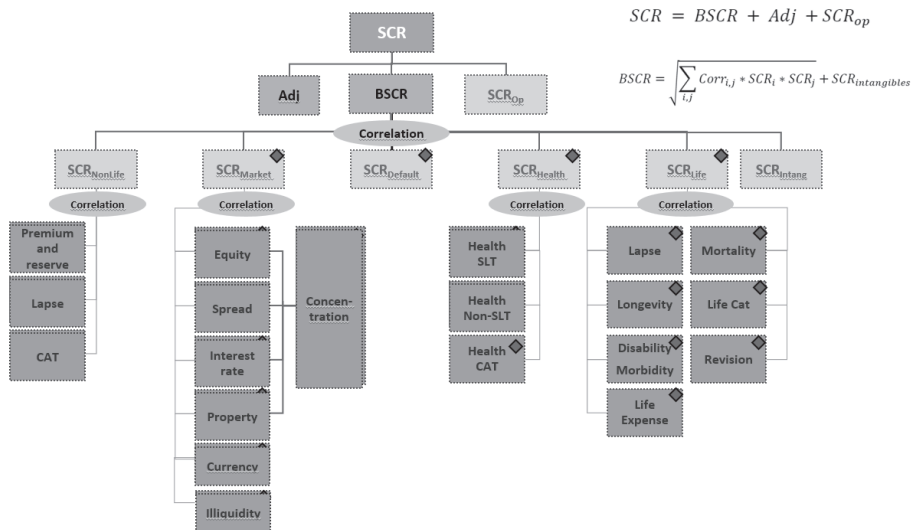 SCR = BSCR + Adj + SCR_op
BSCR = √(∑_{i,j} Corr_{i,j} * SCR_i * SCR_j) + SCR_intangibles
SCR
Adj
BSCR
SCR_Op
Correlation
SCR_NonLife
SCR_Market
SCR_Default
SCR_Health
SCR_Life
SCR_Intang
Correlation
Correlation
Correlation
Correlation
Premium
and
reserve
Lapse
CAT
Equity
Spread
Interest
rate
Property
Currency
Illiquidity
Concen-
tration
Health
SLT
Health
Non-SLT
Health
CAT
Lapse
Longevity
Disability
Morbidity
Life
Expense
Mortality
Life Cat
Revision